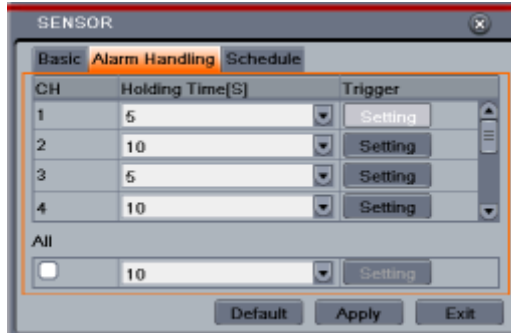 SENSOR
Basic Alarm Handling Schedule
CH Holding Time[S] Trigger
1 5 Setting
2 10 Setting
3 5 Setting
4 10 Setting
All
10 Setting
Default Apply Exit